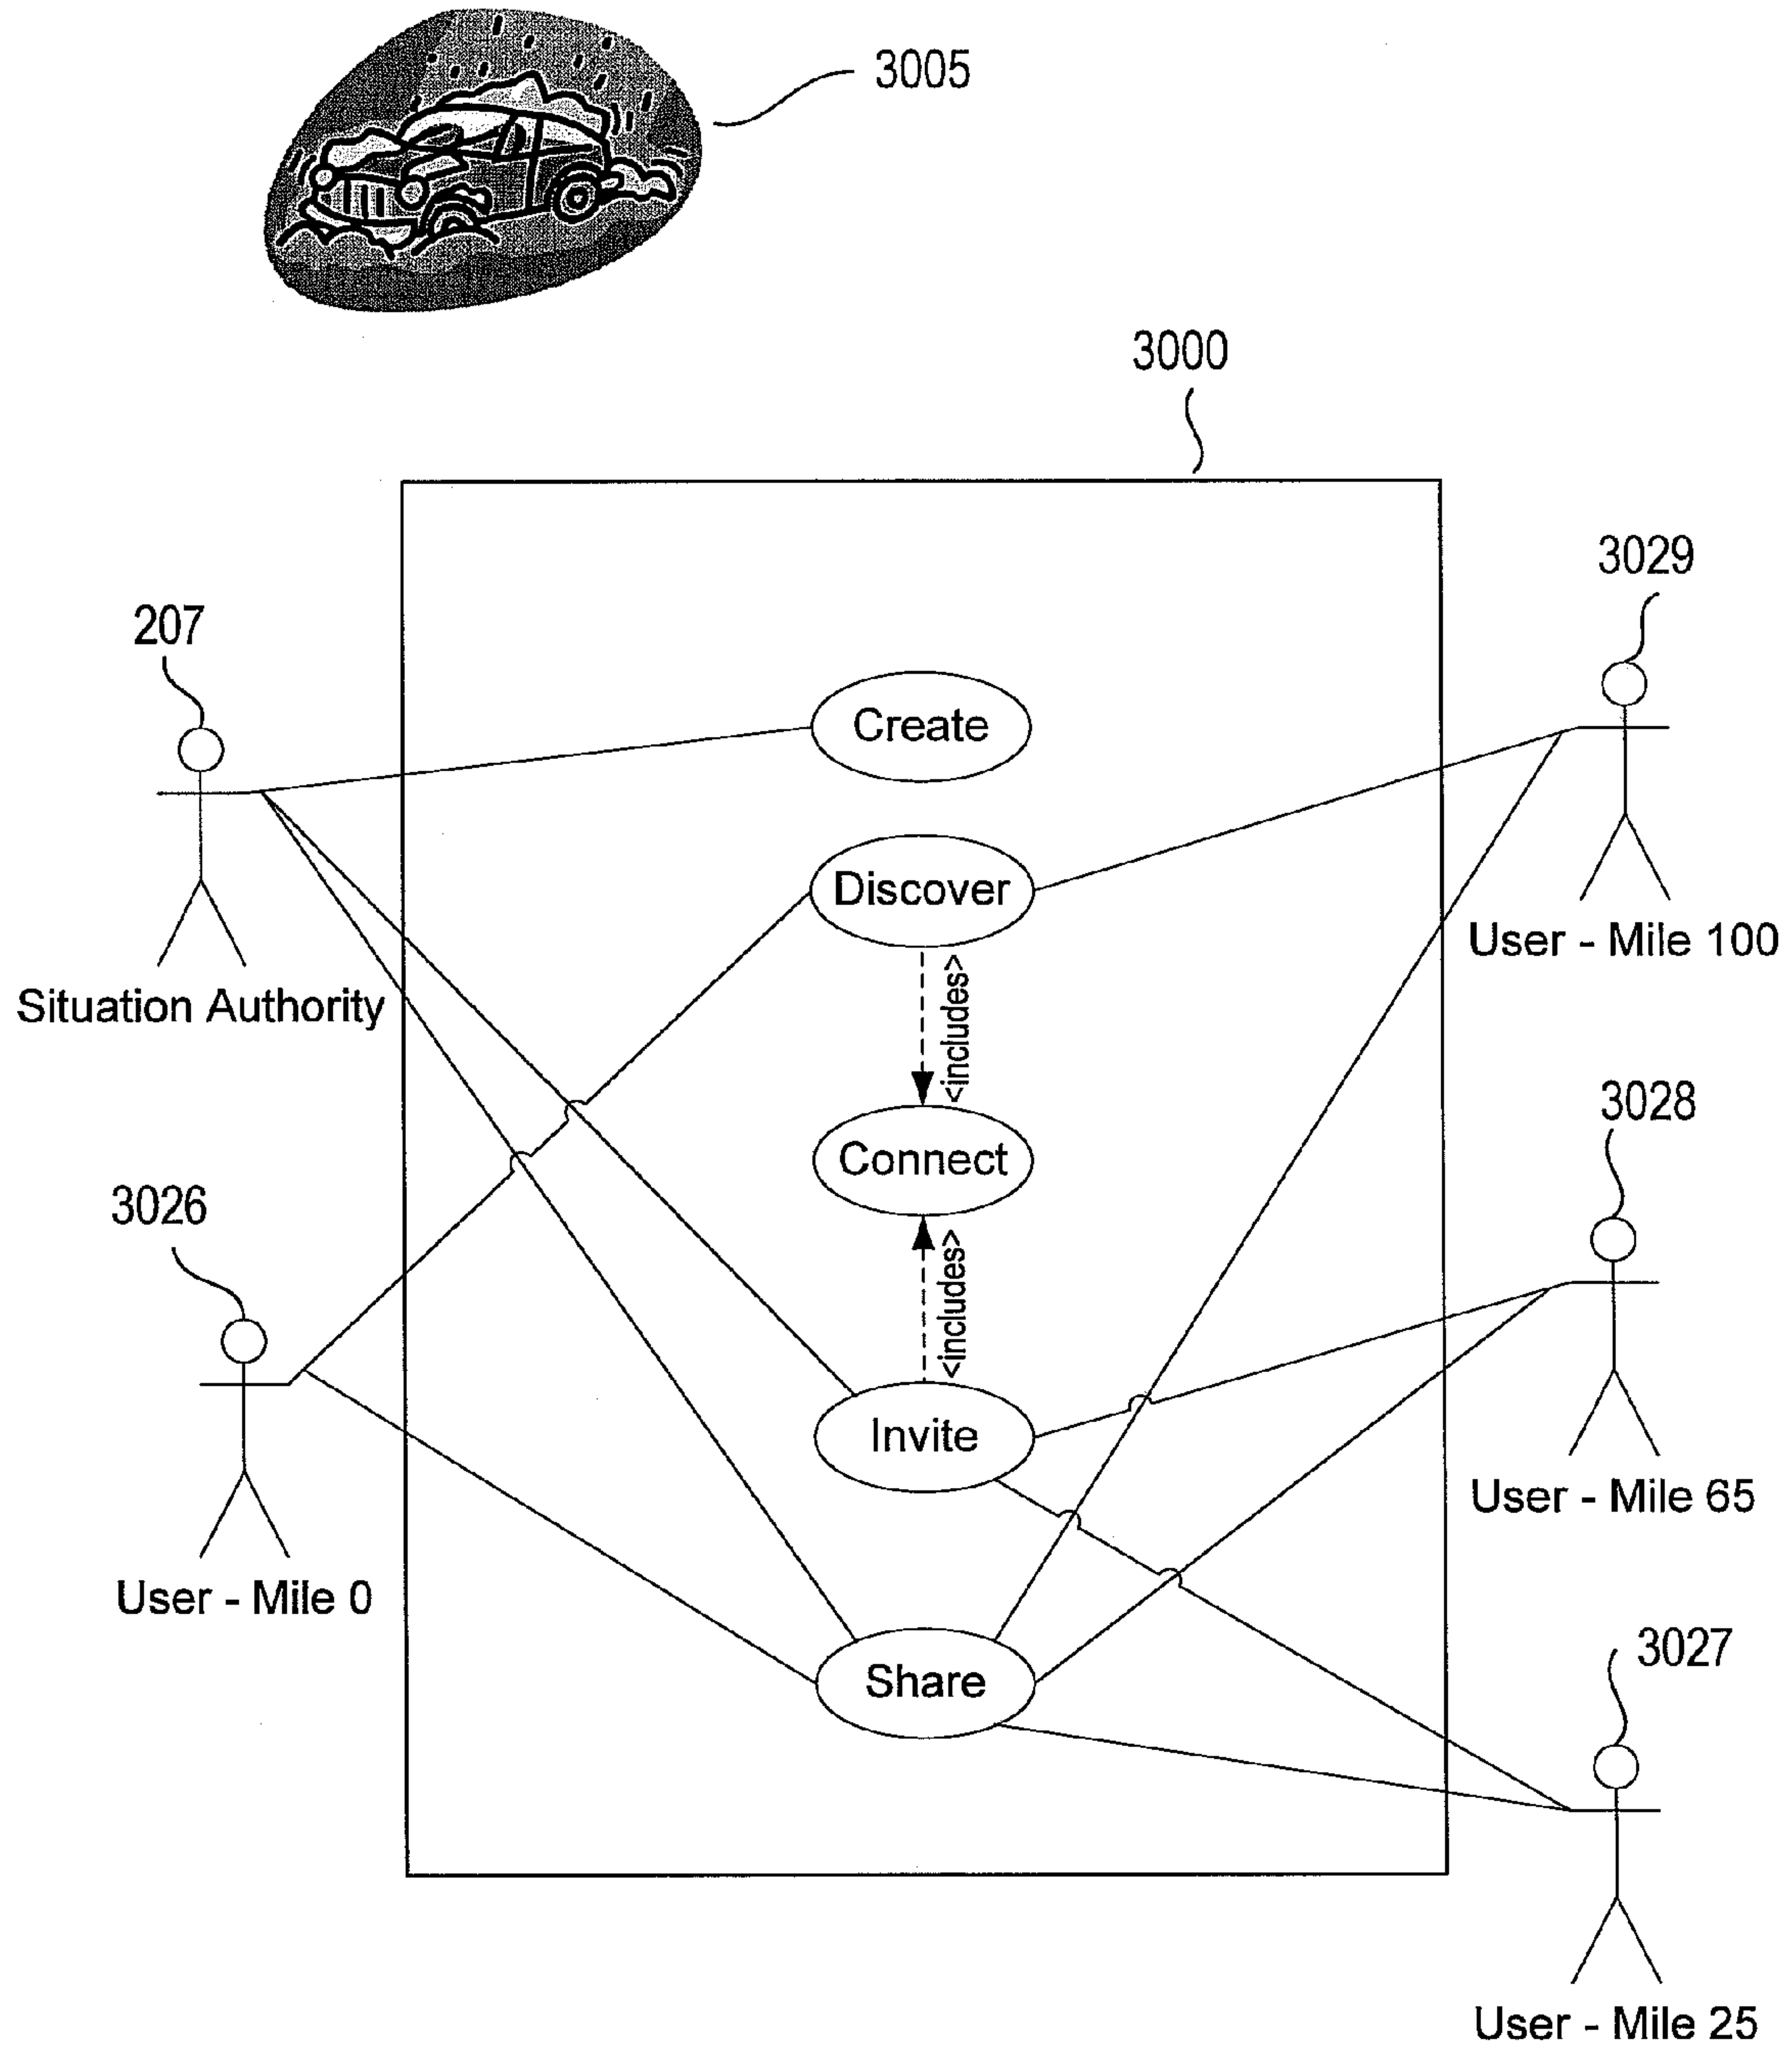 3005
3000
3029
207
Create
Discover
User - Mile 100
Situation Authority
<includes>
3028
Connect
3026
<includes>
Invite
User - Mile 65
User - Mile 0
3027
Share
User - Mile 25